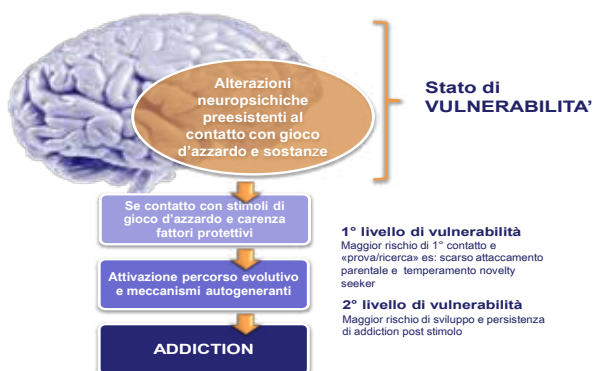 Alterazioni
neuropsichiche
preesistenti al
contatto con gioco
d'azzardo e sostanze
Stato di
VULNERABILITA'
Se contatto con stimoli di
gioco d'azzardo e carenza
fattori protettivi
Attivazione percorso evolutivo
e meccanismi autogeneranti
ADDICTION
1° livello di vulnerabilità
Maggior rischio di 1° contatto e
«prova/ricerca» es: scarso attaccamento
parentale e temperamento novelty
seeker
2° livello di vulnerabilità
Maggior rischio di sviluppo e persistenza
di addiction post stimolo